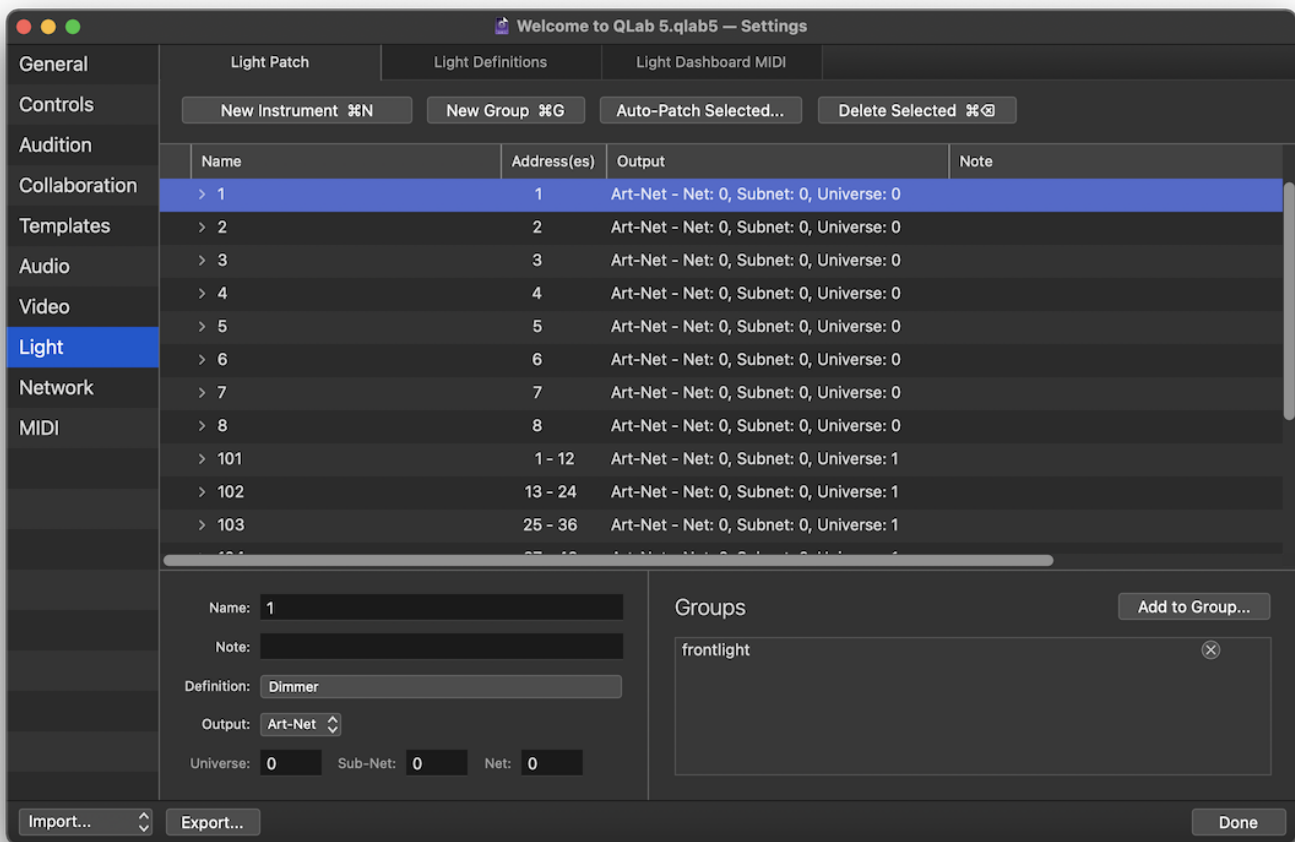 Welcome to QLab 5.qlab5 — Settings
General
Controls
Audition
Collaboration
Templates
Audio
Video
Light
Network
MIDI
Light Patch
Light Definitions
Light Dashboard MIDI
New Instrument ⌘N
New Group ⌘G
Auto-Patch Selected...
Delete Selected ⌘⌫
Name Address(es) Output Note
1 1 Art-Net - Net: 0, Subnet: 0, Universe: 0
2 2 Art-Net - Net: 0, Subnet: 0, Universe: 0
3 3 Art-Net - Net: 0, Subnet: 0, Universe: 0
4 4 Art-Net - Net: 0, Subnet: 0, Universe: 0
5 5 Art-Net - Net: 0, Subnet: 0, Universe: 0
6 6 Art-Net - Net: 0, Subnet: 0, Universe: 0
7 7 Art-Net - Net: 0, Subnet: 0, Universe: 0
8 8 Art-Net - Net: 0, Subnet: 0, Universe: 0
101 1 - 12 Art-Net - Net: 0, Subnet: 0, Universe: 1
102 13 - 24 Art-Net - Net: 0, Subnet: 0, Universe: 1
103 25 - 36 Art-Net - Net: 0, Subnet: 0, Universe: 1
Name: 1
Note:
Definition: Dimmer
Output: Art-Net
Universe: 0 Sub-Net: 0 Net: 0
Groups
Add to Group...
frontlight
Import...
Export...
Done